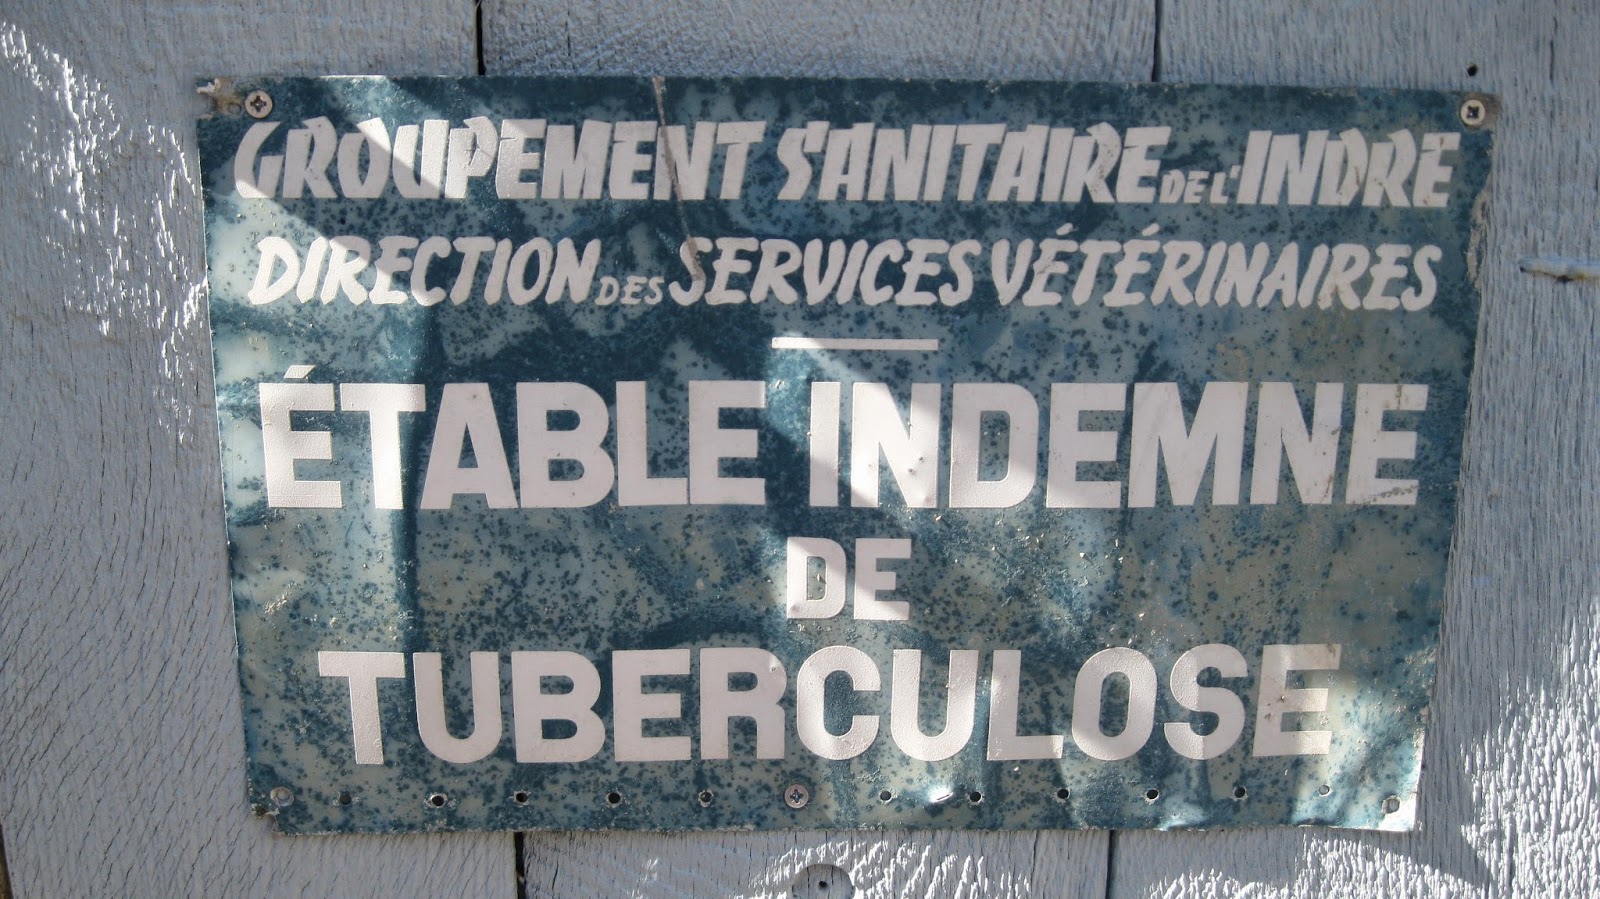 GROUPEMENT SANITAIRE DE L'INDRE
DIRECTION DES SERVICES VÉTÉRINAIRES
ÉTABLE INDEMNE
DE
TUBERCULOSE